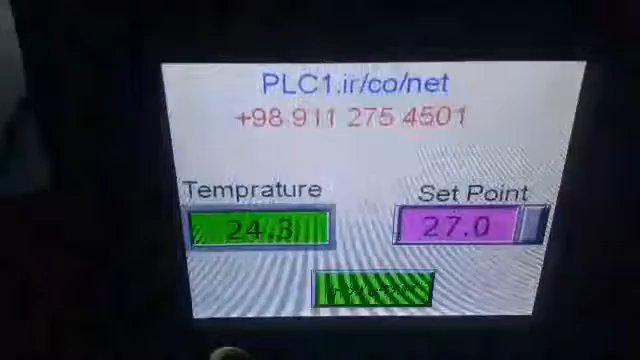 PLC1.ir/co/net
+98 911 275 4501
Temprature Set Point
24.3 27.0